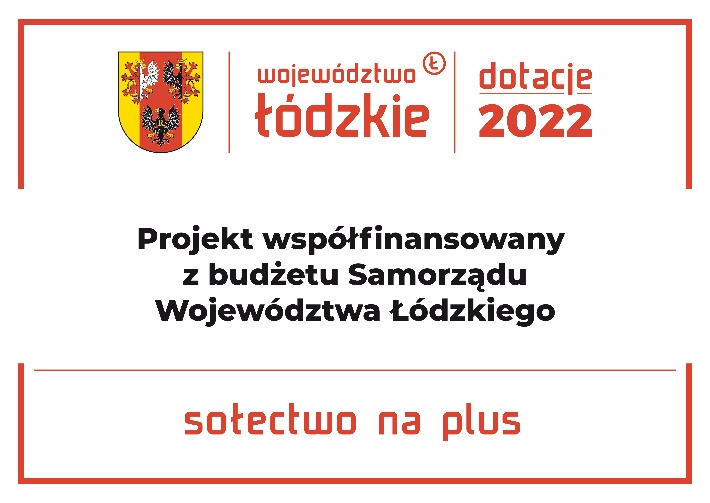 województwo Ł
łódzkie
dotacje
2022
Projekt współfinansowany
z budżetu Samorządu
Województwa Łódzkiego
sołectwo na plus